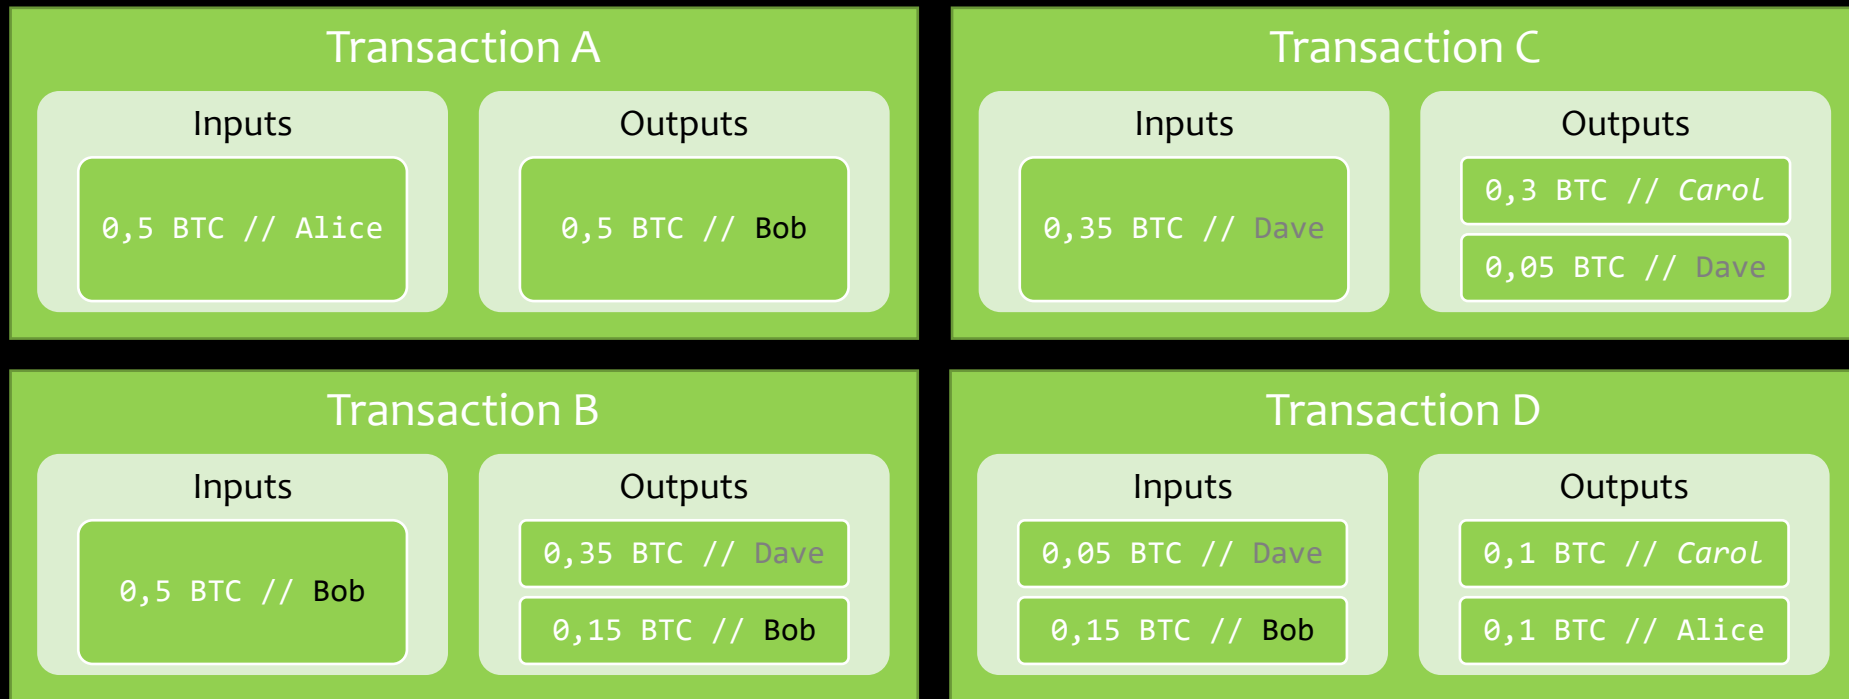 Transaction A
Inputs
0,5 BTC // Alice
Outputs
0,5 BTC // Bob
Transaction C
Inputs
0,35 BTC // Dave
Outputs
0,3 BTC // Carol
0,05 BTC // Dave
Transaction B
Inputs
0,5 BTC // Bob
Outputs
0,35 BTC // Dave
0,15 BTC // Bob
Transaction D
Inputs
0,05 BTC // Dave
0,15 BTC // Bob
Outputs
0,1 BTC // Carol
0,1 BTC // Alice